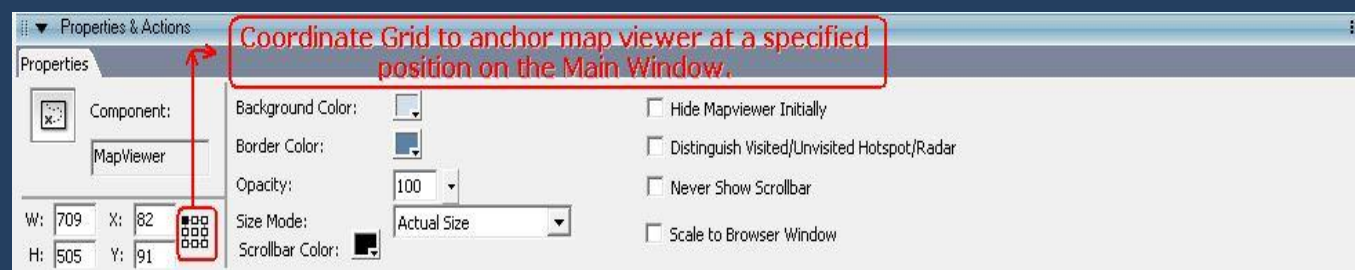 Properties & Actions
Coordinate Grid to anchor map viewer at a specified
position on the Main Window.
Properties
Component:
MapViewer
W: 709 X: 82
H: 505 Y: 91
Background Color:
Border Color:
Opacity: 100
Size Mode: Actual Size
Scrollbar Color:
Hide Mapviewer Initially
Distinguish Visited/Unvisited Hotspot/Radar
Never Show Scrollbar
Scale to Browser Window